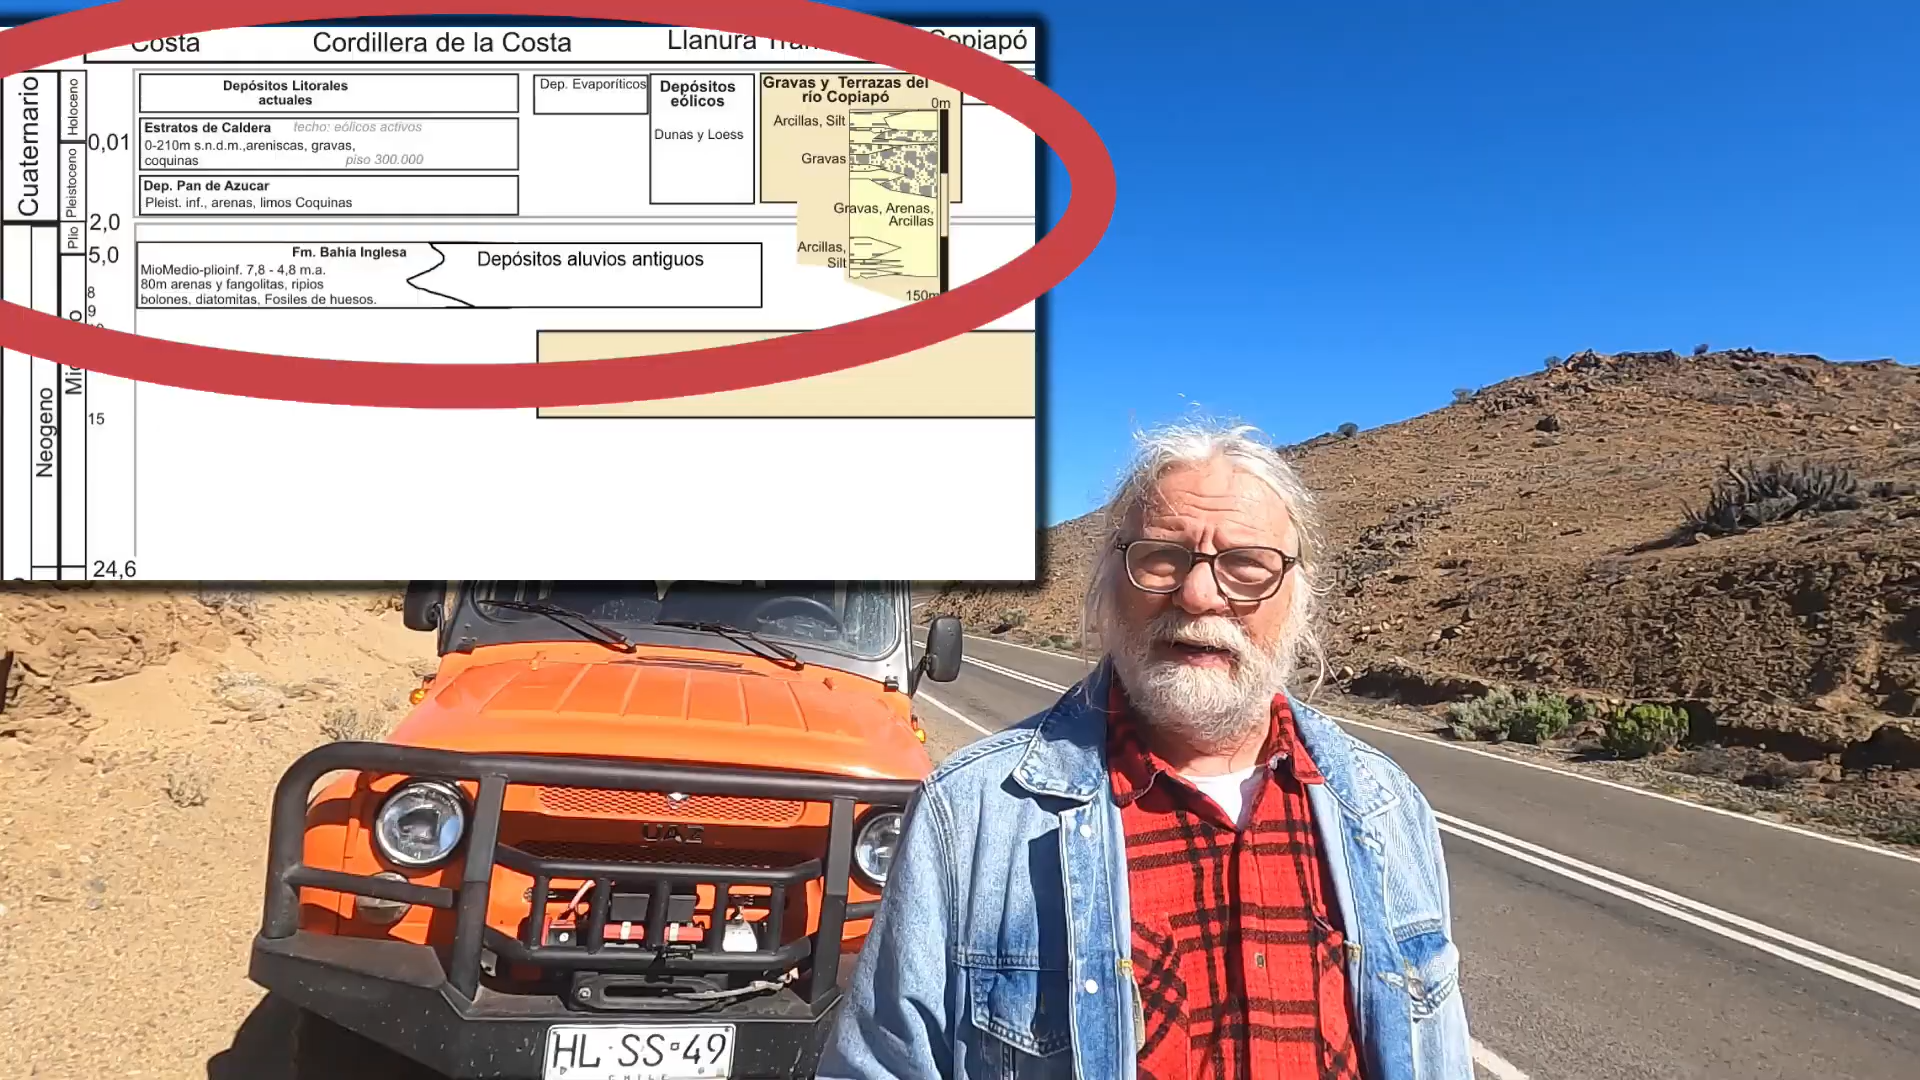 Costa
Cordillera de la Costa
Llanura
Copiapó
Cuaternario
Holoceno
Pleistoceno
Plio
Neogeno
0,01
2,0
5,0
8
9
15
24,6
Depósitos Litorales
actuales
Estratos de Caldera techo: eólicos activos
0-210m s.n.d.m.,areniscas, gravas,
coquinas piso 300.000
Dep. Pan de Azucar
Pleist. inf., arenas, limos Coquinas
Dep. Evaporíticos
Depósitos
eólicos
Dunas y Loess
Gravas y Terrazas del
río Copiapó
0m
Arcillas, Silt
Gravas
Gravas, Arenas,
Arcillas
Arcillas,
Silt
150m
Fm. Bahía Inglesa
MioMedio-plioinf. 7,8 - 4,8 m.a.
80m arenas y fangolitas, ripios
bolones, diatomitas, Fosiles de huesos.
Depósitos aluvios antiguos
UAZ
HL·SS·49
CHILE